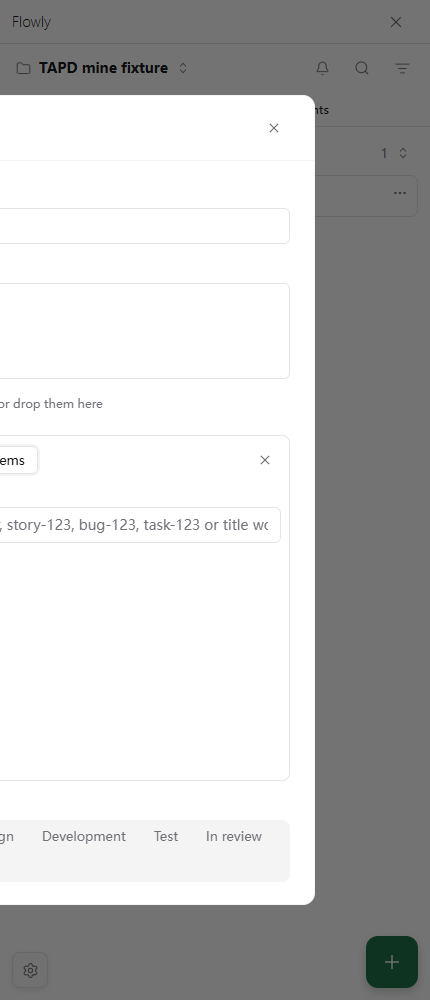 Flowly
TAPD mine fixture
nts
1
or drop them here
ems
, story-123, bug-123, task-123 or title wo
gn Development Test In review